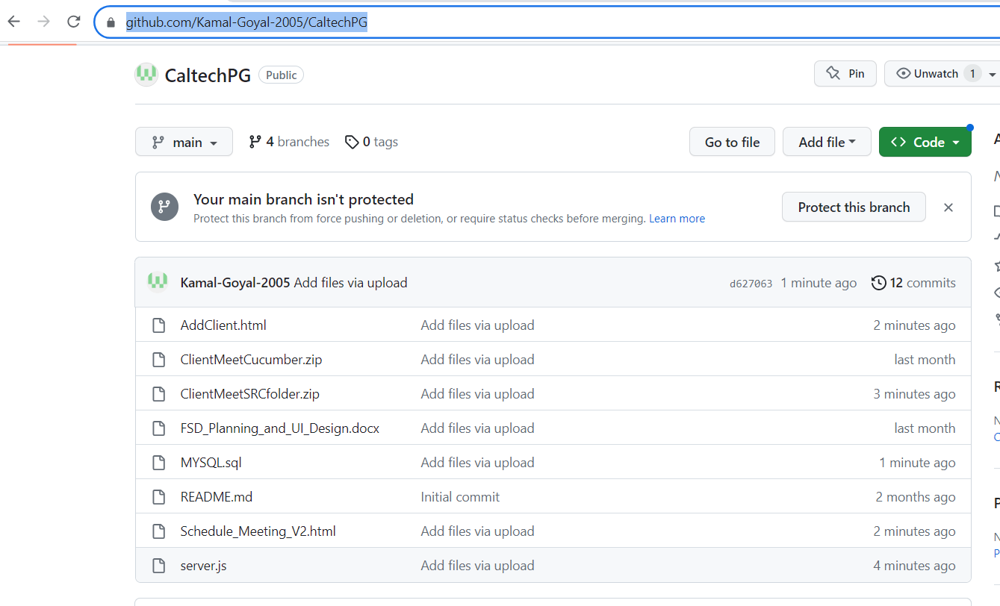 github.com/Kamal-Goyal-2005/CaltechPG
CaltechPG Public Pin Unwatch 1
main 4 branches 0 tags Go to file Add file <> Code
Your main branch isn't protected
Protect this branch from force pushing or deletion, or require status checks before merging. Learn more
Protect this branch
Kamal-Goyal-2005 Add files via upload d627063 1 minute ago 12 commits
AddClient.html Add files via upload 2 minutes ago
ClientMeetCucumber.zip Add files via upload last month
ClientMeetSRCfolder.zip Add files via upload 3 minutes ago
FSD_Planning_and_UI_Design.docx Add files via upload last month
MYSQL.sql Add files via upload 1 minute ago
README.md Initial commit 2 months ago
Schedule_Meeting_V2.html Add files via upload 2 minutes ago
server.js Add files via upload 4 minutes ago